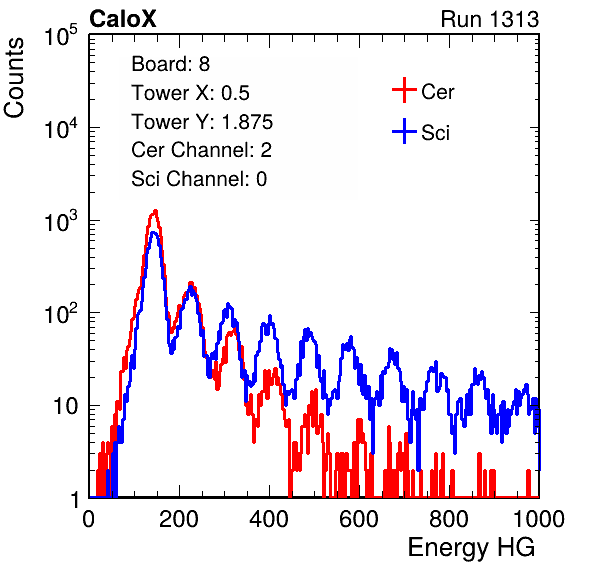 CaloX Run 1313
Counts
Board: 8
Tower X: 0.5
Tower Y: 1.875
Cer Channel: 2
Sci Channel: 0
Cer
Sci
10^5
10^4
10^3
10^2
10
1
0 200 400 600 800 1000
Energy HG